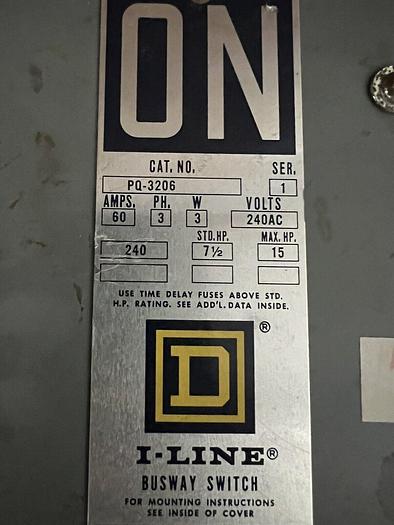 ON
CAT. NO. SER.
PQ-3206 1
AMPS. PH. W VOLTS
60 3 3 240AC
STD.HP. MAX. HP.
240 7½ 15
USE TIME DELAY FUSES ABOVE STD.
H.P. RATING. SEE ADD'L. DATA INSIDE.
D®
I-LINE®
BUSWAY SWITCH
FOR MOUNTING INSTRUCTIONS
SEE INSIDE OF COVER